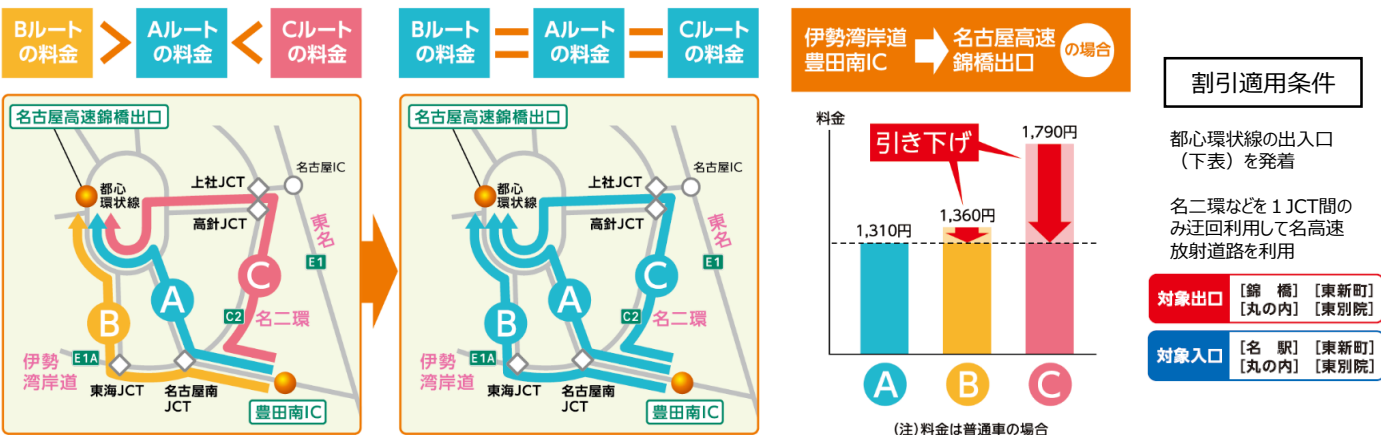 Bルート
の料金
>
Aルート
の料金
<
Cルート
の料金
名古屋高速錦橋出口
都心
環状線
上社JCT
名古屋IC
高針JCT
東名
E1
C
A
B
C2
名二環
伊勢
湾岸道
E1A
東海JCT
名古屋南
JCT
豊田南IC
Bルート
の料金
=
Aルート
の料金
=
Cルート
の料金
名古屋高速錦橋出口
都心
環状線
上社JCT
名古屋IC
高針JCT
東名
E1
C
A
B
C2
名二環
伊勢
湾岸道
E1A
東海JCT
名古屋南
JCT
豊田南IC
伊勢湾岸道
豊田南IC
名古屋高速
錦橋出口
の場合
料金
引き下げ
1,790円
1,360円
1,310円
A
B
C
(注)料金は普通車の場合
割引適用条件
都心環状線の出入口
（下表）を発着
名二環などを１JCT間の
み迂回利用して名高速
放射道路を利用
対象出口
[錦 橋] [東新町]
[丸の内] [東別院]
対象入口
[名 駅] [東新町]
[丸の内] [東別院]